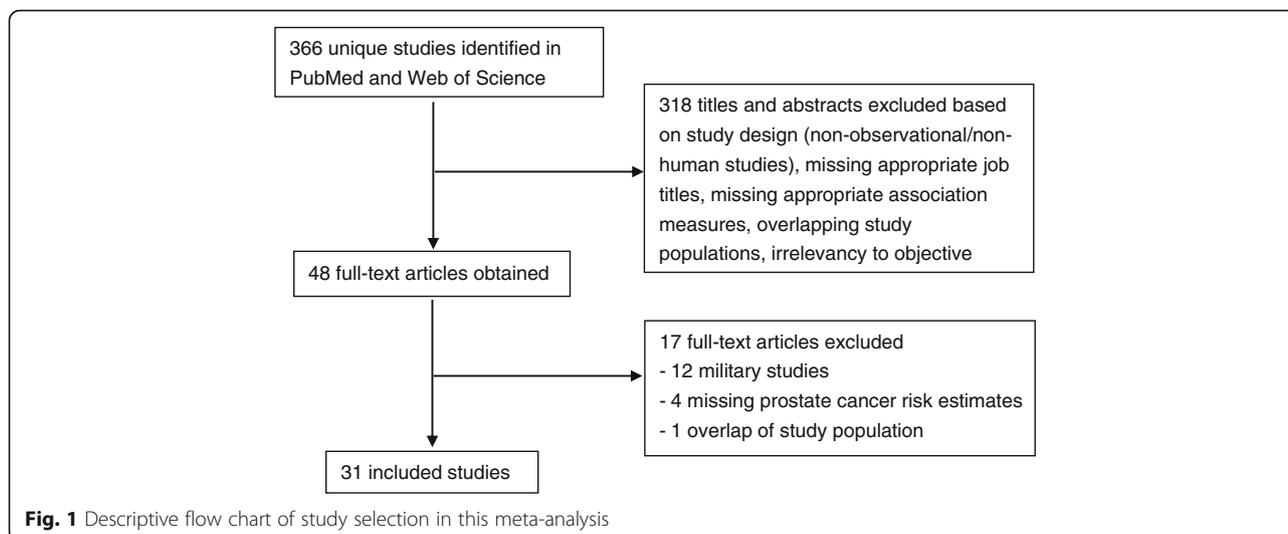 366 unique studies identified in
PubMed and Web of Science
318 titles and abstracts excluded based
on study design (non-observational/non-
human studies), missing appropriate job
titles, missing appropriate association
measures, overlapping study
populations, irrelevancy to objective
48 full-text articles obtained
17 full-text articles excluded
- 12 military studies
- 4 missing prostate cancer risk estimates
- 1 overlap of study population
31 included studies
Fig. 1 Descriptive flow chart of study selection in this meta-analysis